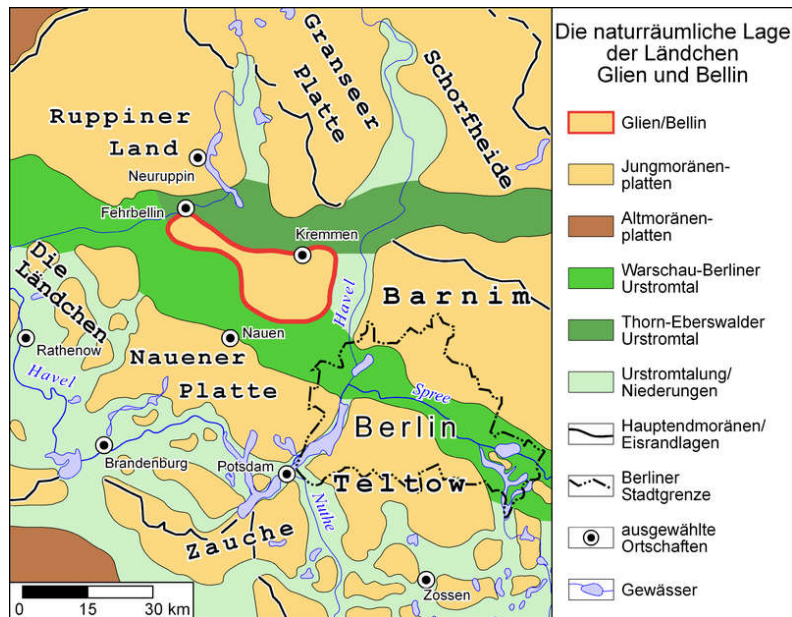 Die naturräumliche Lage
der Ländchen
Glien und Bellin
Glien/Bellin
Jungmoränen-
platten
Altmoränen-
platten
Warschau-Berliner
Urstromtal
Thorn-Eberswalder
Urstromtal
Urstromtalung/
Niederungen
Hauptendmoränen/
Eisrandlagen
Berliner
Stadtgrenze
ausgewählte
Ortschaften
Gewässer
Granseer
Platte
Schorfheide
Ruppiner
Land
Neuruppin
Fehrbellin
Kremmen
Die
Ländchen
Havel
Barnim
Nauen
Rathenow
Nauener
Platte
Havel
Spree
Berlin
Brandenburg
Potsdam
Teltow
Nuthe
Zauche
Zossen
0 15 30 km